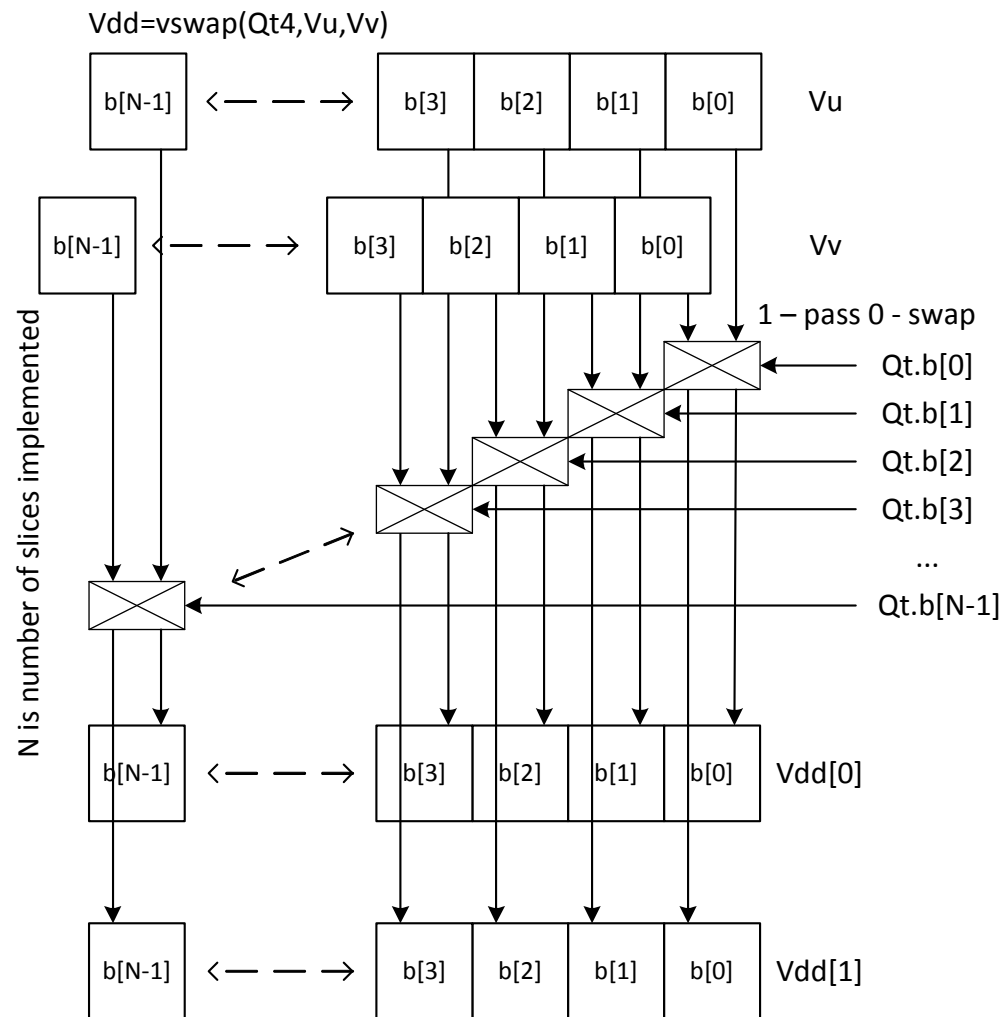 Vdd=vswap(Qt4,Vu,Vv)
b[N-1] b[3] b[2] b[1] b[0] Vu
b[N-1] b[3] b[2] b[1] b[0] Vv
1 – pass 0 - swap
Qt.b[0]
Qt.b[1]
Qt.b[2]
Qt.b[3]
...
Qt.b[N-1]
N is number of slices implemented
b[N-1] b[3] b[2] b[1] b[0] Vdd[0]
b[N-1] b[3] b[2] b[1] b[0] Vdd[1]